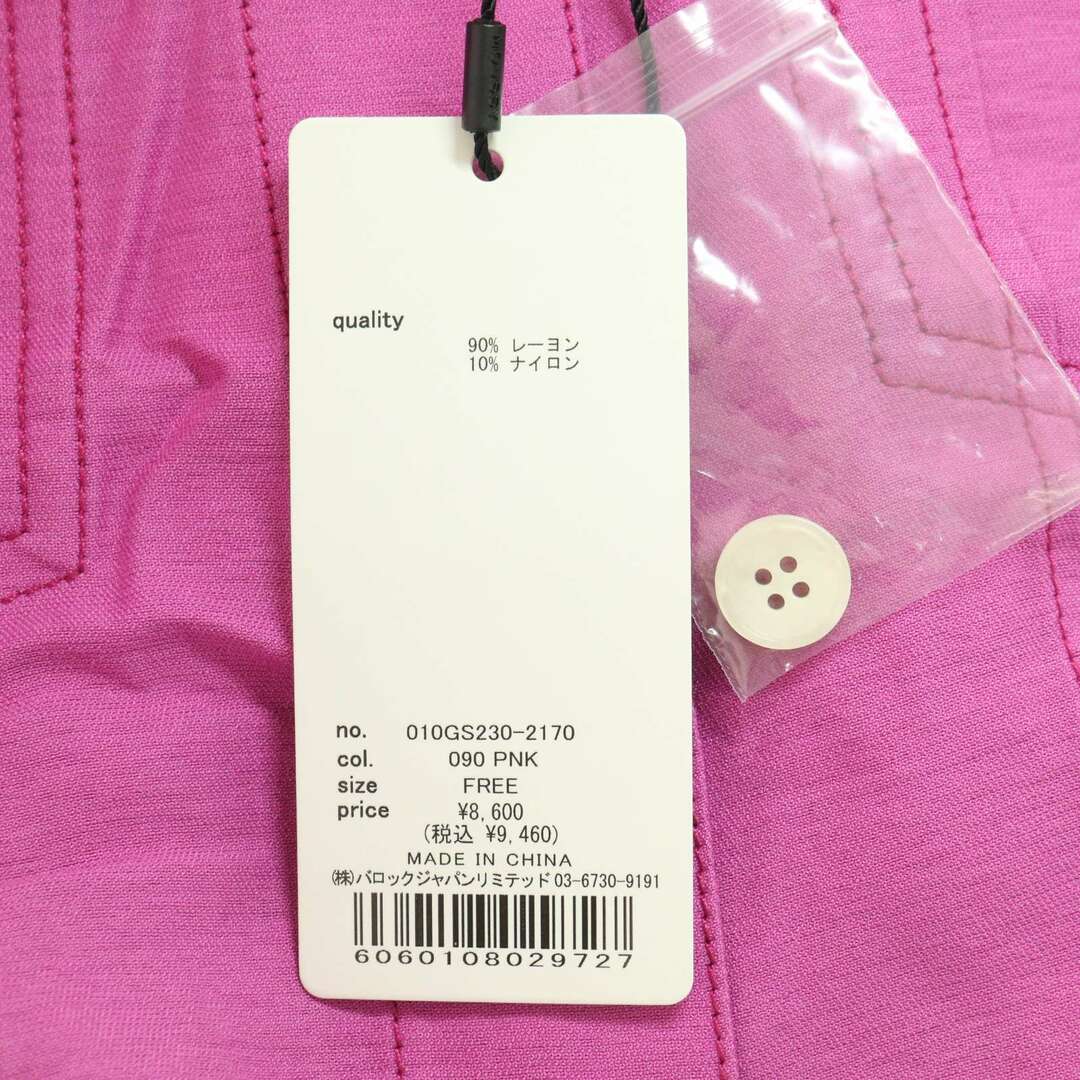 quality
90% レーヨン
10% ナイロン
no. 010GS230-2170
col. 090 PNK
size FREE
price ¥8,600
(税込 ¥9,460)
MADE IN CHINA
(株)バロックジャパンリミテッド 03-6730-9191
6060108029727